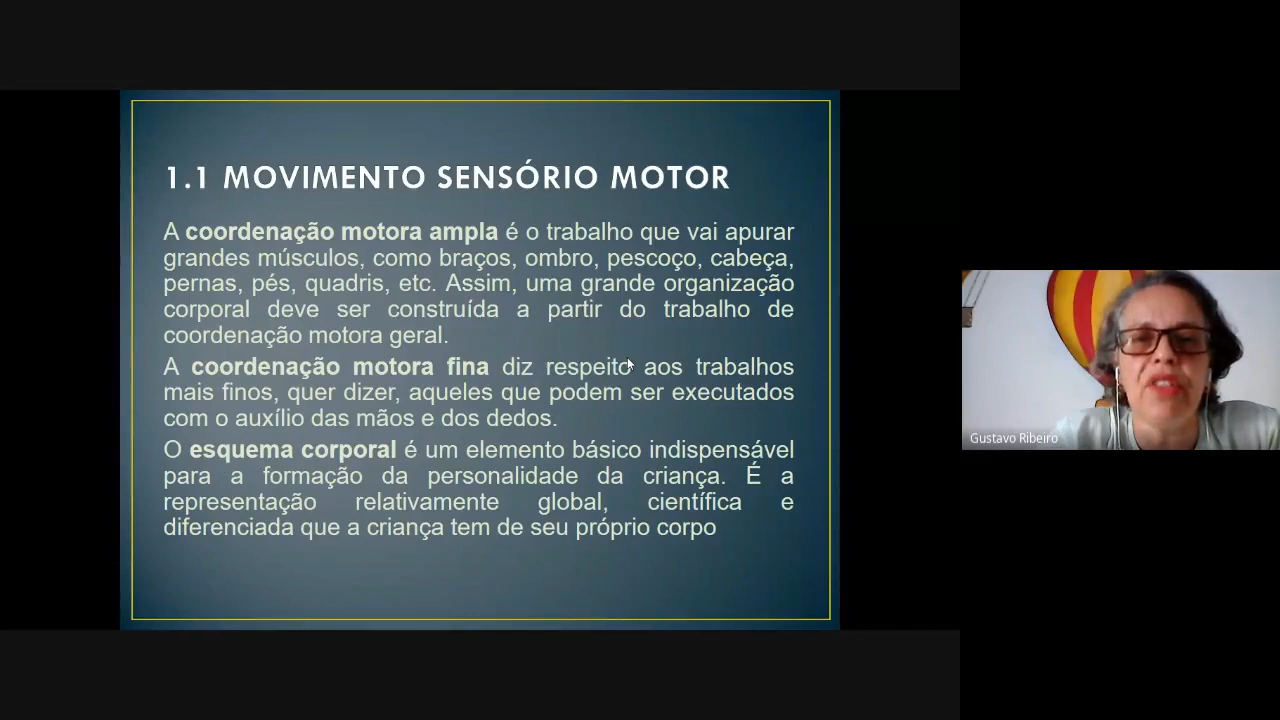 1.1 MOVIMENTO SENSÓRIO MOTOR
A coordenação motora ampla é o trabalho que vai apurar
grandes músculos, como braços, ombro, pescoço, cabeça,
pernas, pés, quadris, etc. Assim, uma grande organização
corporal deve ser construída a partir do trabalho de
coordenação motora geral.
A coordenação motora fina diz respeito aos trabalhos
mais finos, quer dizer, aqueles que podem ser executados
com o auxílio das mãos e dos dedos.
O esquema corporal é um elemento básico indispensável
para a formação da personalidade da criança. É a
representação relativamente global, científica e
diferenciada que a criança tem de seu próprio corpo
Gustavo Ribeiro